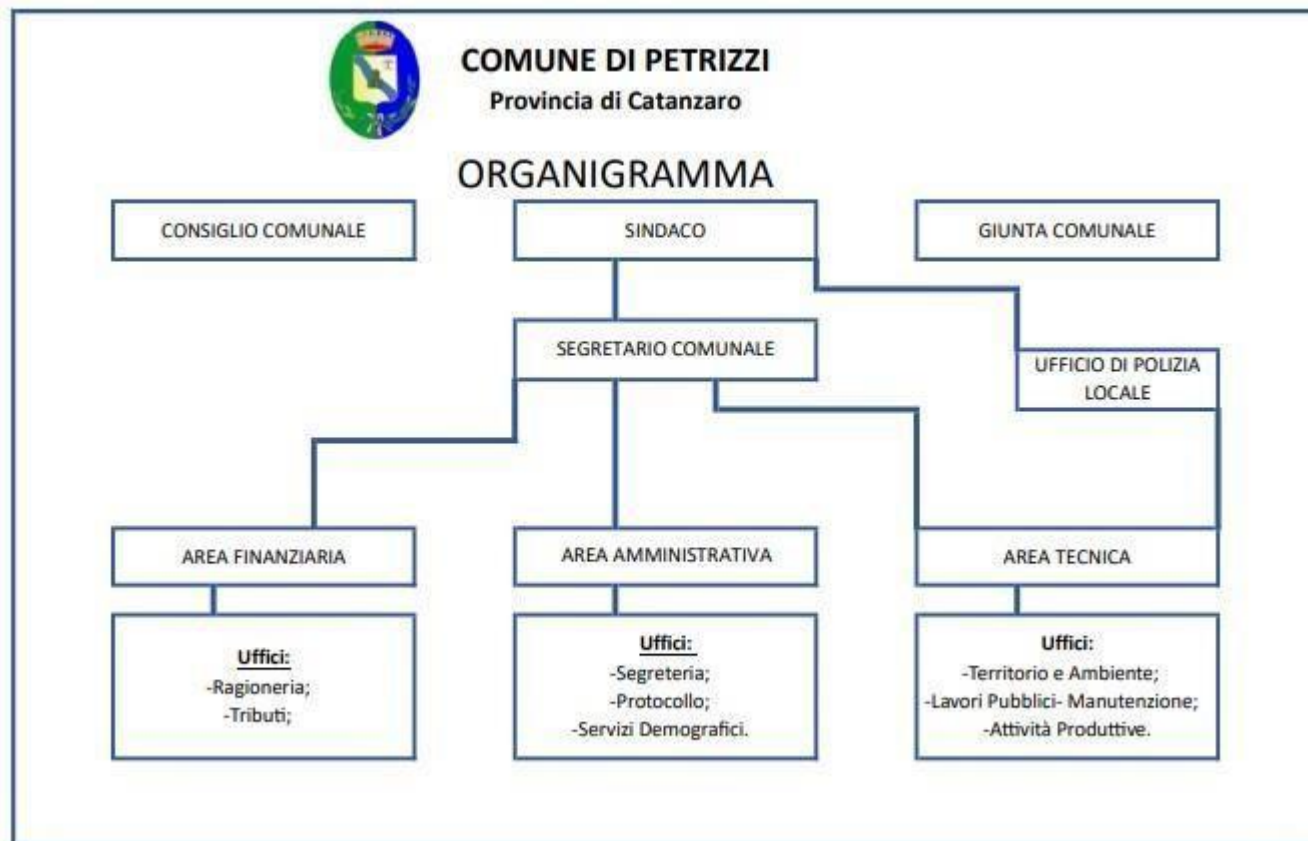 COMUNE DI PETRIZZI
Provincia di Catanzaro
ORGANIGRAMMA
CONSIGLIO COMUNALE
SINDACO
GIUNTA COMUNALE
SEGRETARIO COMUNALE
UFFICIO DI POLIZIA
LOCALE
AREA FINANZIARIA
AREA AMMINISTRATIVA
AREA TECNICA
Uffici:
-Ragioneria;
-Tributi;
Uffici:
-Segreteria;
-Protocollo;
-Servizi Demografici.
Uffici:
-Territorio e Ambiente;
-Lavori Pubblici- Manutenzione;
-Attività Produttive.